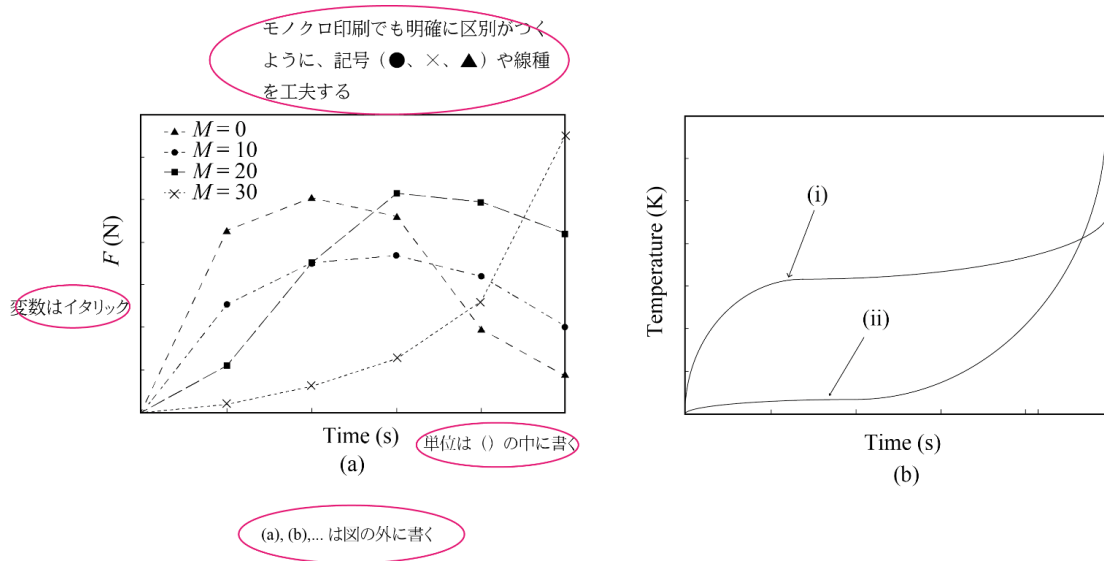 モノクロ印刷でも明確に区別がつく
ように、記号（●、×、▲）や線種
を工夫する
M = 0
M = 10
M = 20
M = 30
F (N)
変数はイタリック
Time (s)
(a)
単位は（）の中に書く
(a), (b),... は図の外に書く
Temperature (K)
(i)
(ii)
Time (s)
(b)